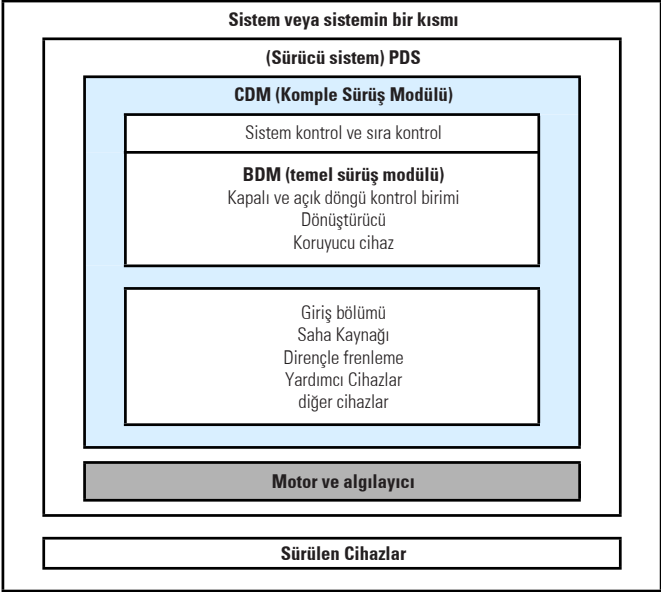 Sistem veya sistemin bir kısmı
(Sürücü sistem) PDS
CDM (Komple Sürüş Modülü)
Sistem kontrol ve sıra kontrol
BDM (temel sürüş modülü)
Kapalı ve açık döngü kontrol birimi
Dönüştürücü
Koruyucu cihaz
Giriş bölümü
Saha Kaynağı
Dirençle frenleme
Yardımcı Cihazlar
diğer cihazlar
Motor ve algılayıcı
Sürülen Cihazlar